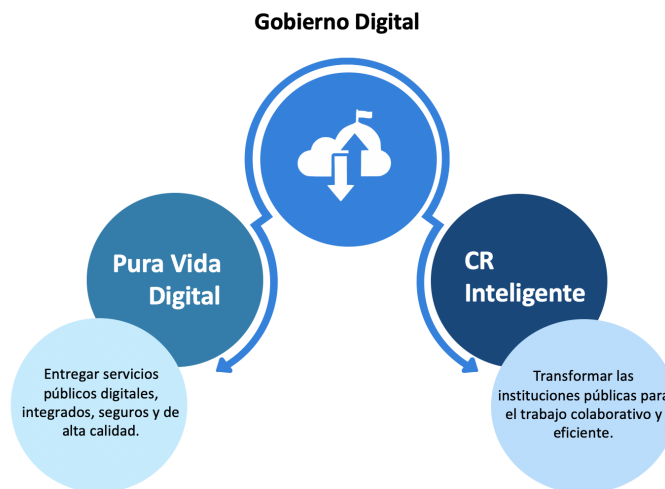 Gobierno Digital
Pura Vida
Digital
CR
Inteligente
Entregar servicios
públicos digitales,
integrados, seguros y de
alta calidad.
Transformar las
instituciones públicas para
el trabajo colaborativo y
eficiente.